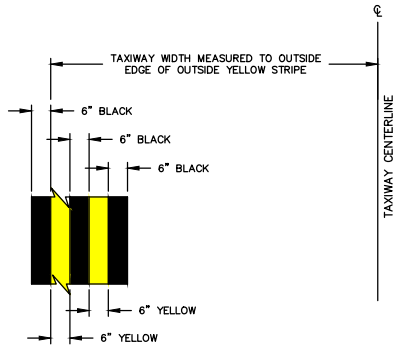 ℄
TAXIWAY WIDTH MEASURED TO OUTSIDE
EDGE OF OUTSIDE YELLOW STRIPE
6" BLACK
6" BLACK
6" BLACK
TAXIWAY CENTERLINE
6" YELLOW
6" YELLOW